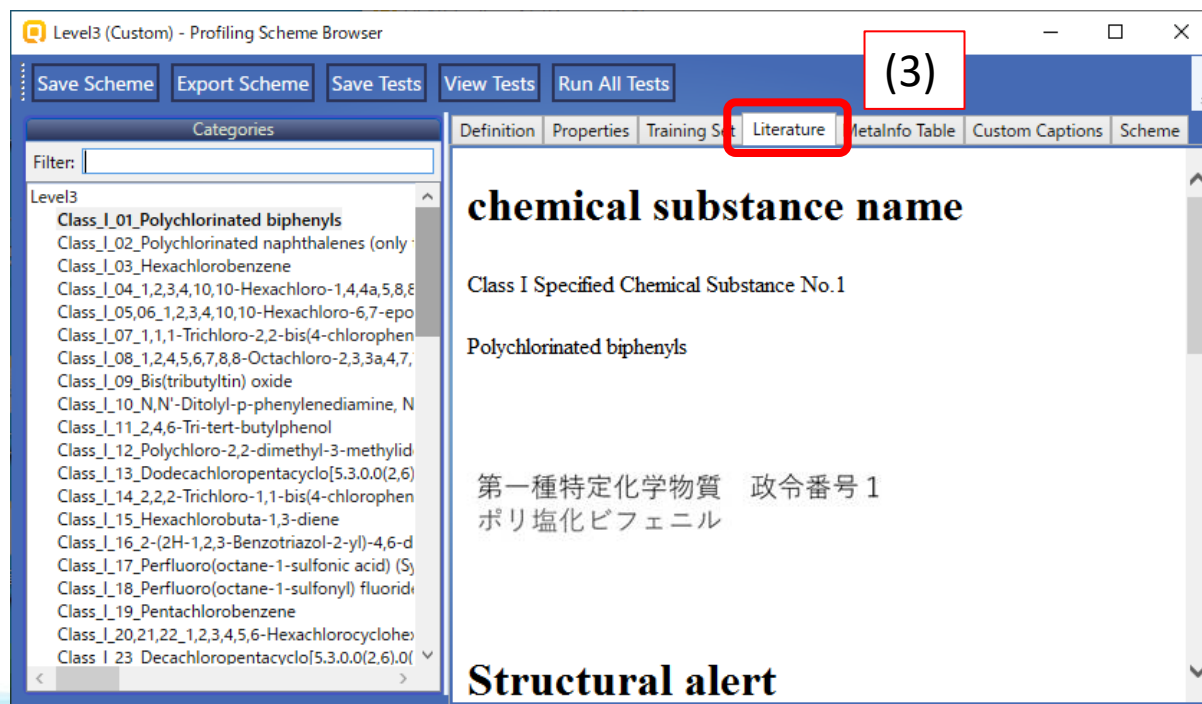 Level3 (Custom) - Profiling Scheme Browser
(3)
Save Scheme Export Scheme Save Tests View Tests Run All Tests
Categories
Filter:
Level3
Class_I_01_Polychlorinated biphenyls
Class_I_02_Polychlorinated naphthalenes (only
Class_I_03_Hexachlorobenzene
Class_I_04_1,2,3,4,10,10-Hexachloro-1,4,4a,5,8,8
Class_I_05,06_1,2,3,4,10,10-Hexachloro-6,7-epo
Class_I_07_1,1,1-Trichloro-2,2-bis(4-chlorophen
Class_I_08_1,2,4,5,6,7,8,8-Octachloro-2,3,3a,4,7,
Class_I_09_Bis(tributyltin) oxide
Class_I_10_N,N'-Ditolyl-p-phenylenediamine, N
Class_I_11_2,4,6-Tri-tert-butylphenol
Class_I_12_Polychloro-2,2-dimethyl-3-methylid
Class_I_13_Dodecachloropentacyclo[5.3.0.0(2,6)
Class_I_14_2,2,2-Trichloro-1,1-bis(4-chlorophen
Class_I_15_Hexachlorobuta-1,3-diene
Class_I_16_2-(2H-1,2,3-Benzotriazol-2-yl)-4,6-d
Class_I_17_Perfluoro(octane-1-sulfonic acid) (Sy
Class_I_18_Perfluoro(octane-1-sulfonyl) fluoride
Class_I_19_Pentachlorobenzene
Class_I_20,21,22_1,2,3,4,5,6-Hexachlorocyclohe
Class_I_23_Decachloropentacyclo[5.3.0.0(2,6).0(
Definition Properties Training Set Literature MetaInfo Table Custom Captions Scheme
chemical substance name
Class I Specified Chemical Substance No.1
Polychlorinated biphenyls
第一種特定化学物質　政令番号１
ポリ塩化ビフェニル
Structural alert